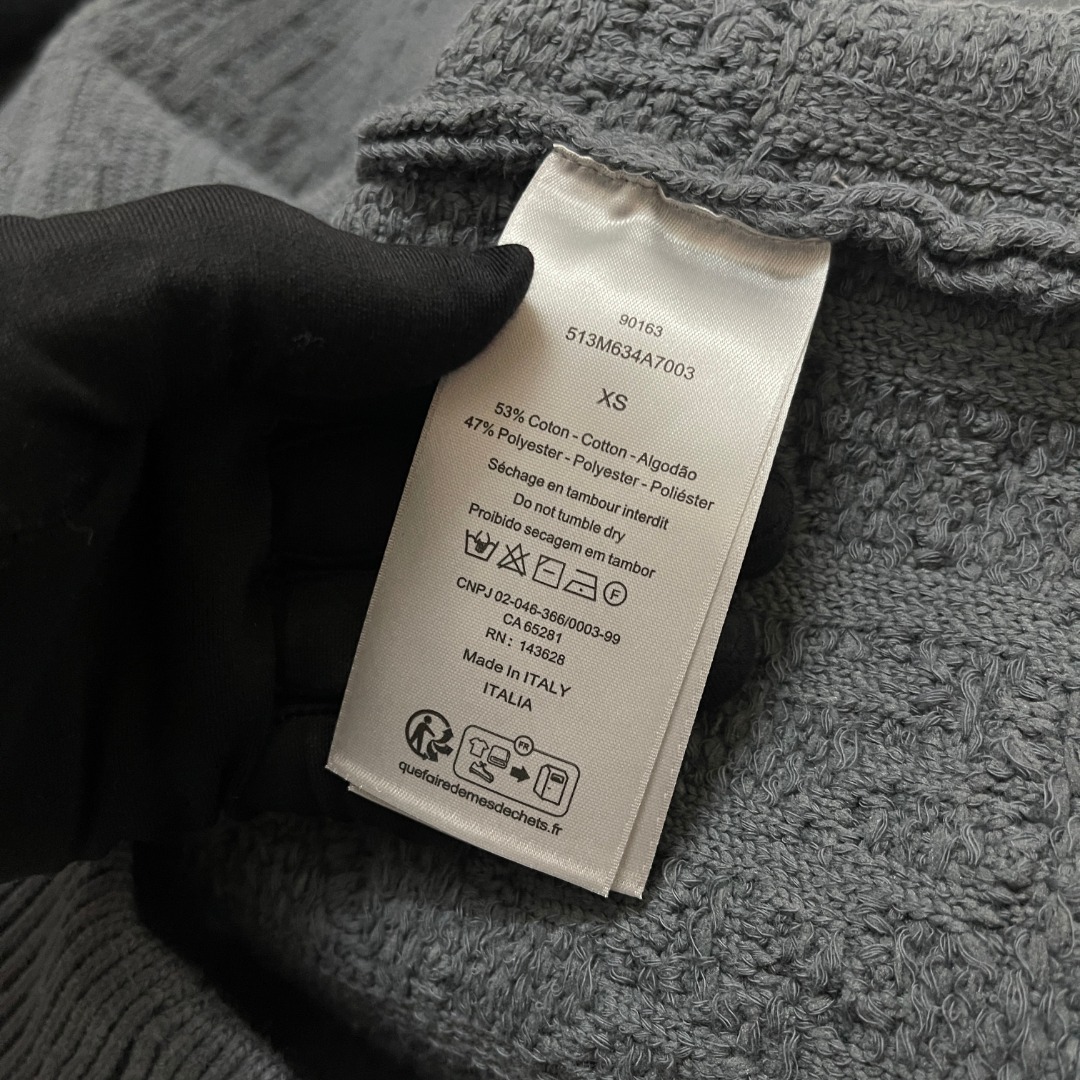 90163
513M634A7003
XS
53% Coton - Cotton - Algodão
47% Polyester - Polyester - Poliéster
Séchage en tambour interdit
Do not tumble dry
Proibido secagem em tambor
F
CNPJ 02-046-366/0003-99
CA 65281
RN : 143628
Made In ITALY
ITALIA
FR
quefairedemesdechets.fr